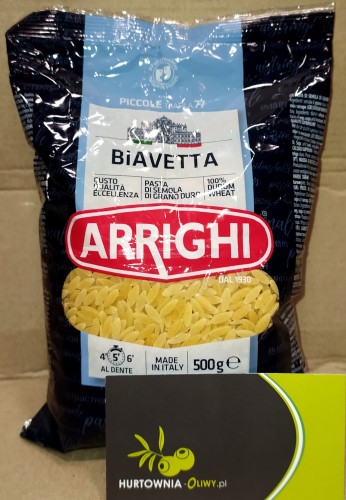 PICCOLE
77
BiAVETTA
GUSTO
QUALITÀ
ECCELLENZA
PASTA
DI SEMOLA
DI GRANO DURO
100%
DURUM
WHEAT
ARRIGHI
DAL 1930
4' 5' 6'
AL DENTE
MADE
IN ITALY
500g e
HURTOWNIA-OLIWY.pl